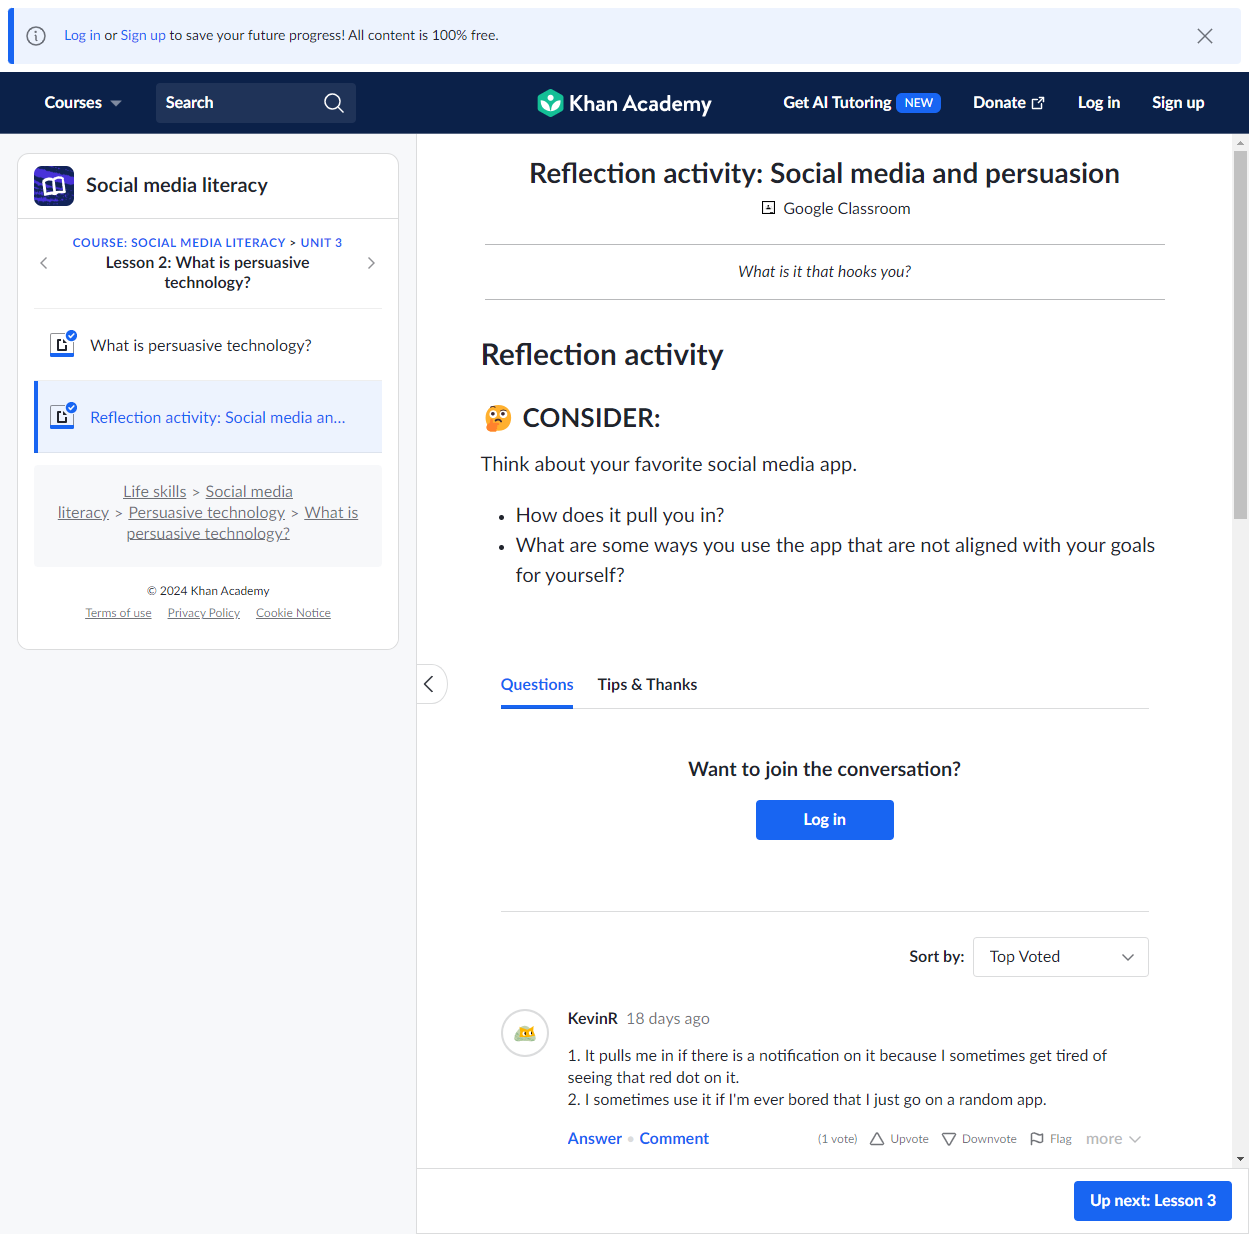 Log in or Sign up to save your future progress! All content is 100% free.
Courses
Search
Khan Academy
Get AI Tutoring NEW
Donate
Log in
Sign up
Social media literacy
COURSE: SOCIAL MEDIA LITERACY > UNIT 3
Lesson 2: What is persuasive
technology?
What is persuasive technology?
Reflection activity: Social media an...
Life skills > Social media
literacy > Persuasive technology > What is
persuasive technology?
© 2024 Khan Academy
Terms of use Privacy Policy Cookie Notice
Reflection activity: Social media and persuasion
Google Classroom
What is it that hooks you?
Reflection activity
🤔 CONSIDER:
Think about your favorite social media app.
• How does it pull you in?
• What are some ways you use the app that are not aligned with your goals
for yourself?
Questions Tips & Thanks
Want to join the conversation?
Log in
Sort by: Top Voted
KevinR 18 days ago
1. It pulls me in if there is a notification on it because I sometimes get tired of
seeing that red dot on it.
2. I sometimes use it if I'm ever bored that I just go on a random app.
Answer • Comment (1 vote) Upvote Downvote Flag more
Up next: Lesson 3